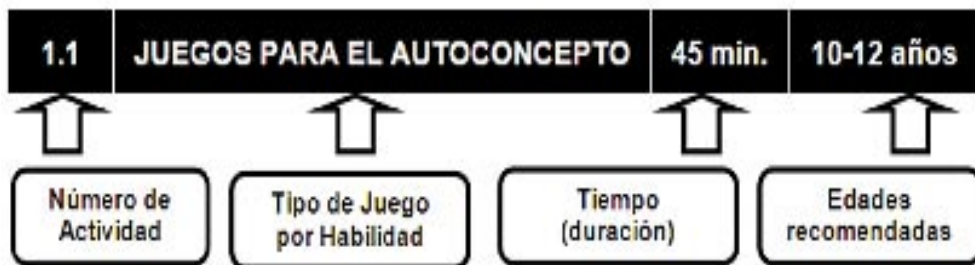 1.1 JUEGOS PARA EL AUTOCONCEPTO 45 min. 10-12 años
Número de
Actividad
Tipo de Juego
por Habilidad
Tiempo
(duración)
Edades
recomendadas